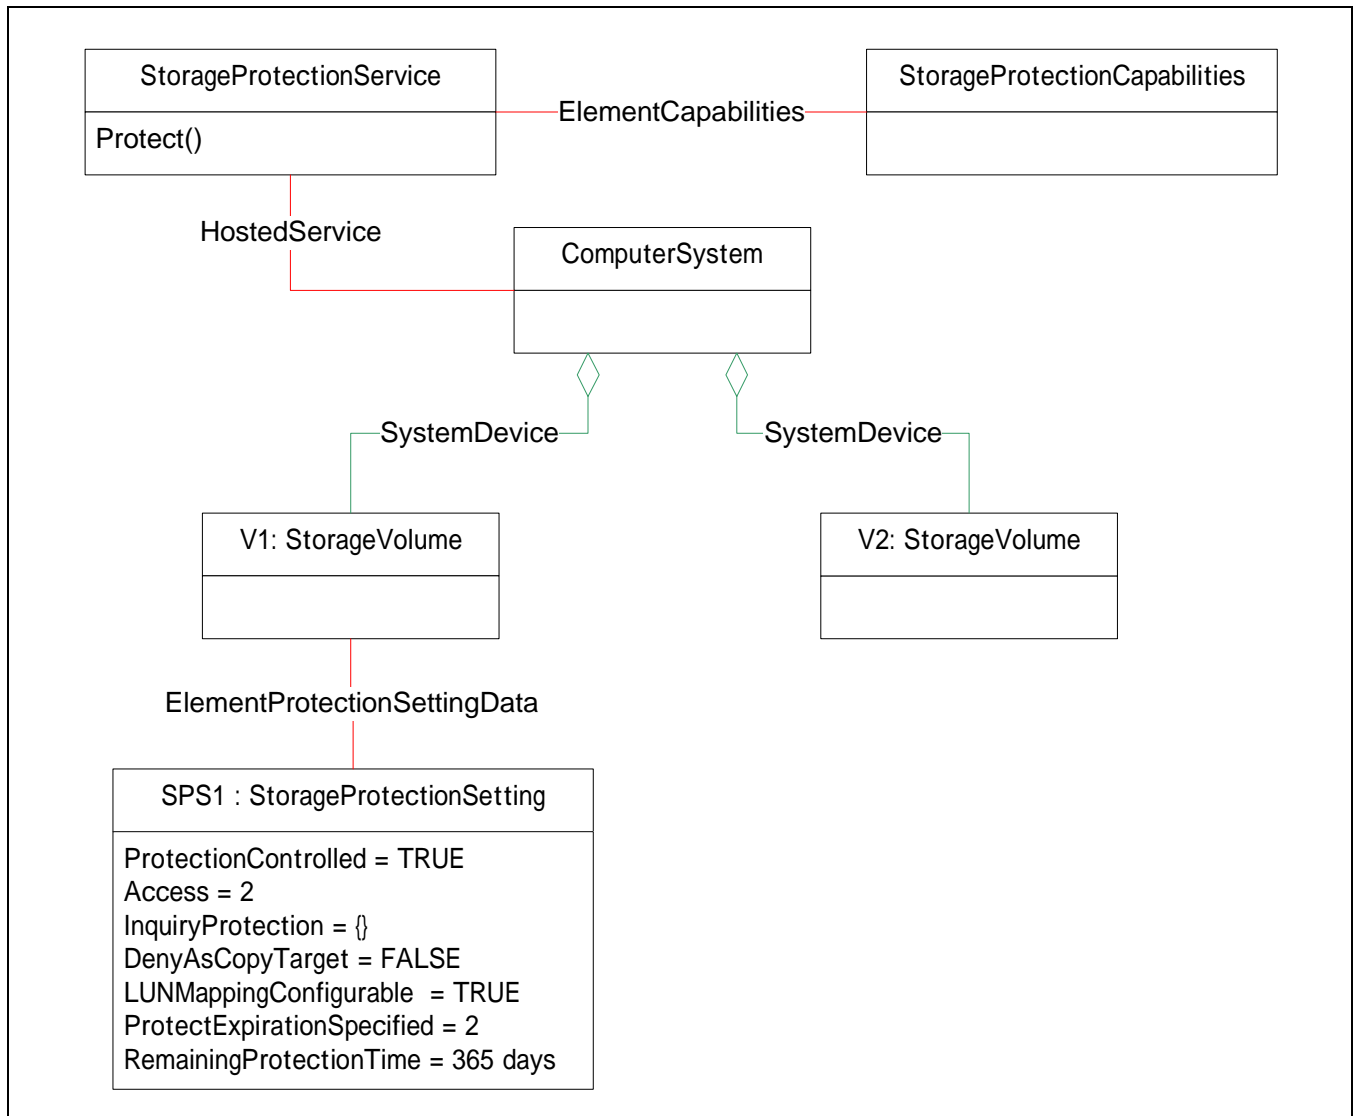 StorageProtectionService
StorageProtectionCapabilities
ElementCapabilities
Protect()
HostedService
ComputerSystem
SystemDevice
SystemDevice
V1: StorageVolume
V2: StorageVolume
ElementProtectionSettingData
SPS1 : StorageProtectionSetting
ProtectionControlled = TRUE
Access = 2
InquiryProtection = {}
DenyAsCopyTarget = FALSE
LUNMappingConfigurable = TRUE
ProtectExpirationSpecified = 2
RemainingProtectionTime = 365 days